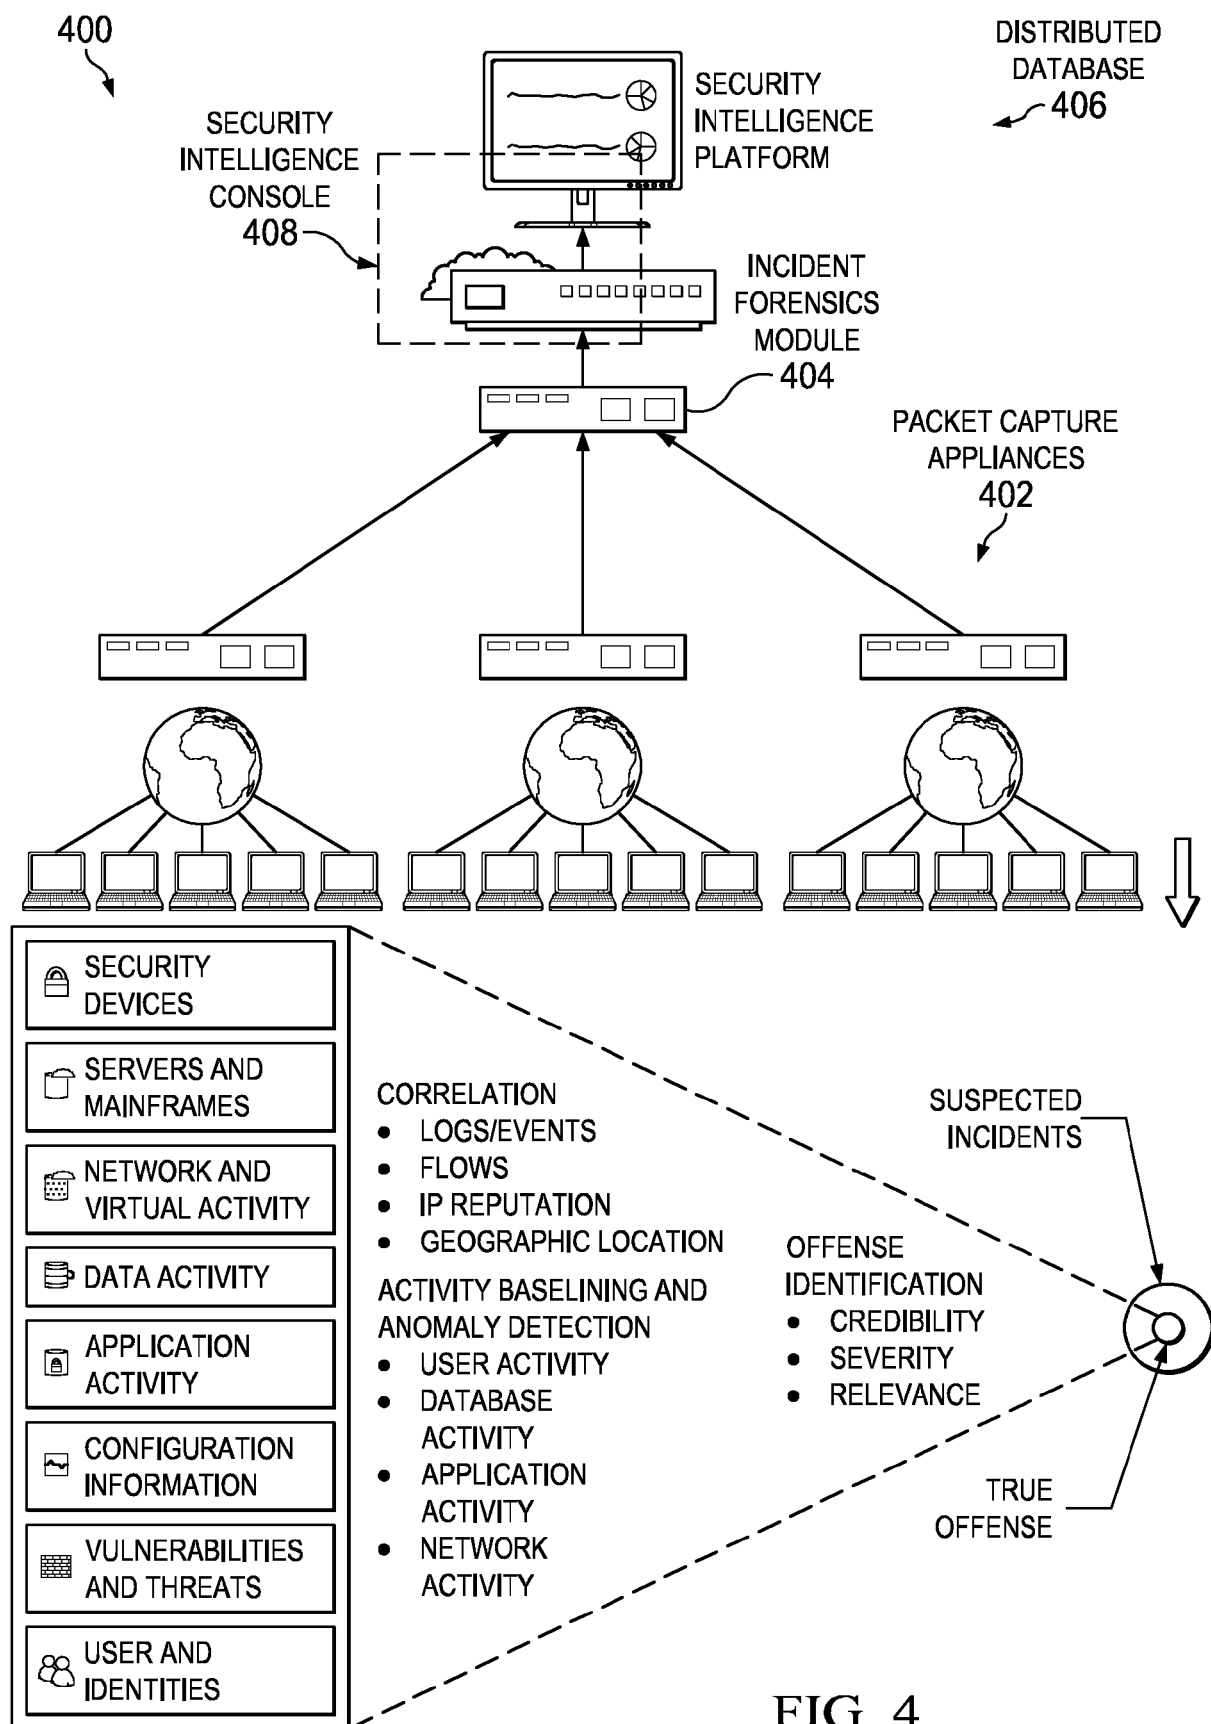 400
DISTRIBUTED
DATABASE
406
SECURITY
INTELLIGENCE
PLATFORM
SECURITY
INTELLIGENCE
CONSOLE
408
INCIDENT
FORENSICS
MODULE
404
PACKET CAPTURE
APPLIANCES
402
SECURITY
DEVICES
SERVERS AND
MAINFRAMES
NETWORK AND
VIRTUAL ACTIVITY
DATA ACTIVITY
APPLICATION
ACTIVITY
CONFIGURATION
INFORMATION
VULNERABILITIES
AND THREATS
USER AND
IDENTITIES
CORRELATION
• LOGS/EVENTS
• FLOWS
• IP REPUTATION
• GEOGRAPHIC LOCATION
ACTIVITY BASELINING AND
ANOMALY DETECTION
• USER ACTIVITY
• DATABASE
ACTIVITY
• APPLICATION
ACTIVITY
• NETWORK
ACTIVITY
OFFENSE
IDENTIFICATION
• CREDIBILITY
• SEVERITY
• RELEVANCE
SUSPECTED
INCIDENTS
TRUE
OFFENSE
FIG. 4